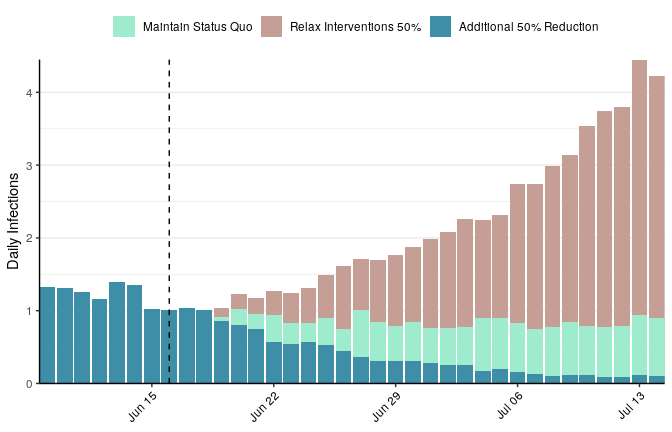 Maintain Status Quo Relax Interventions 50% Additional 50% Reduction
Daily Infections
4
3
2
1
0
Jun 15 Jun 22 Jun 29 Jul 06 Jul 13